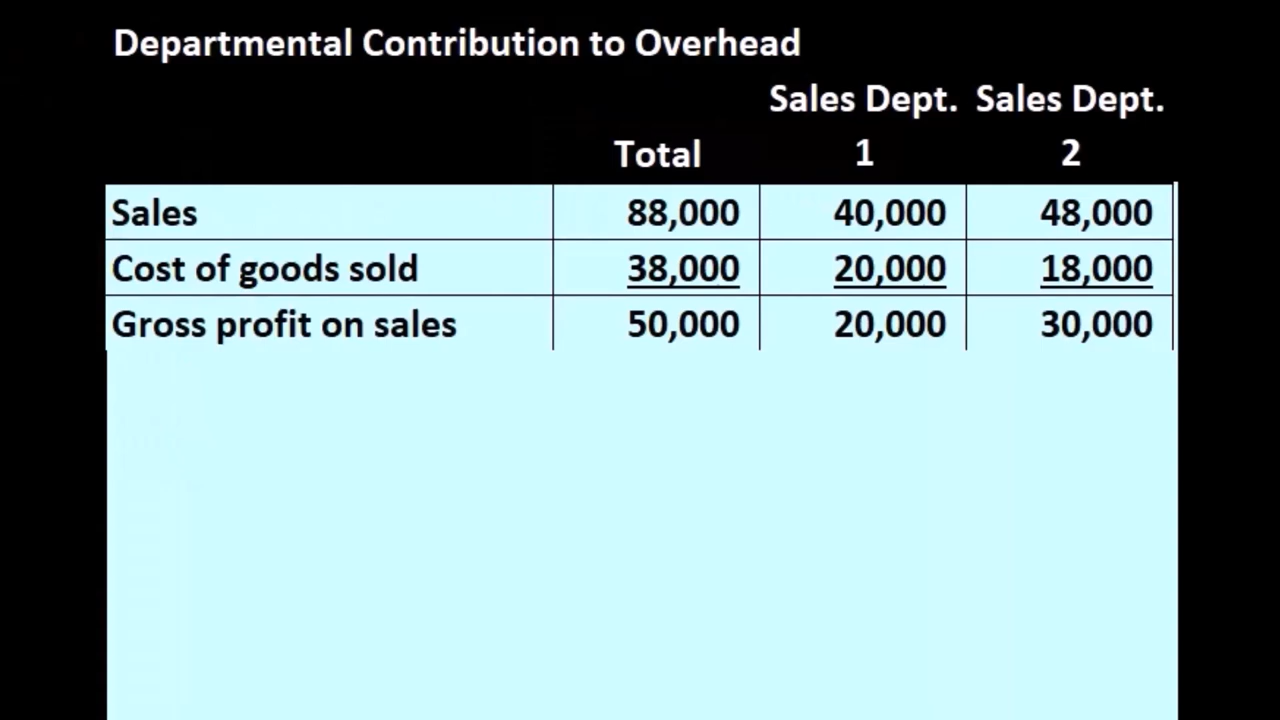 Departmental Contribution to Overhead
Sales Dept. Sales Dept.
Total 1 2
Sales 88,000 40,000 48,000
Cost of goods sold 38,000 20,000 18,000
Gross profit on sales 50,000 20,000 30,000